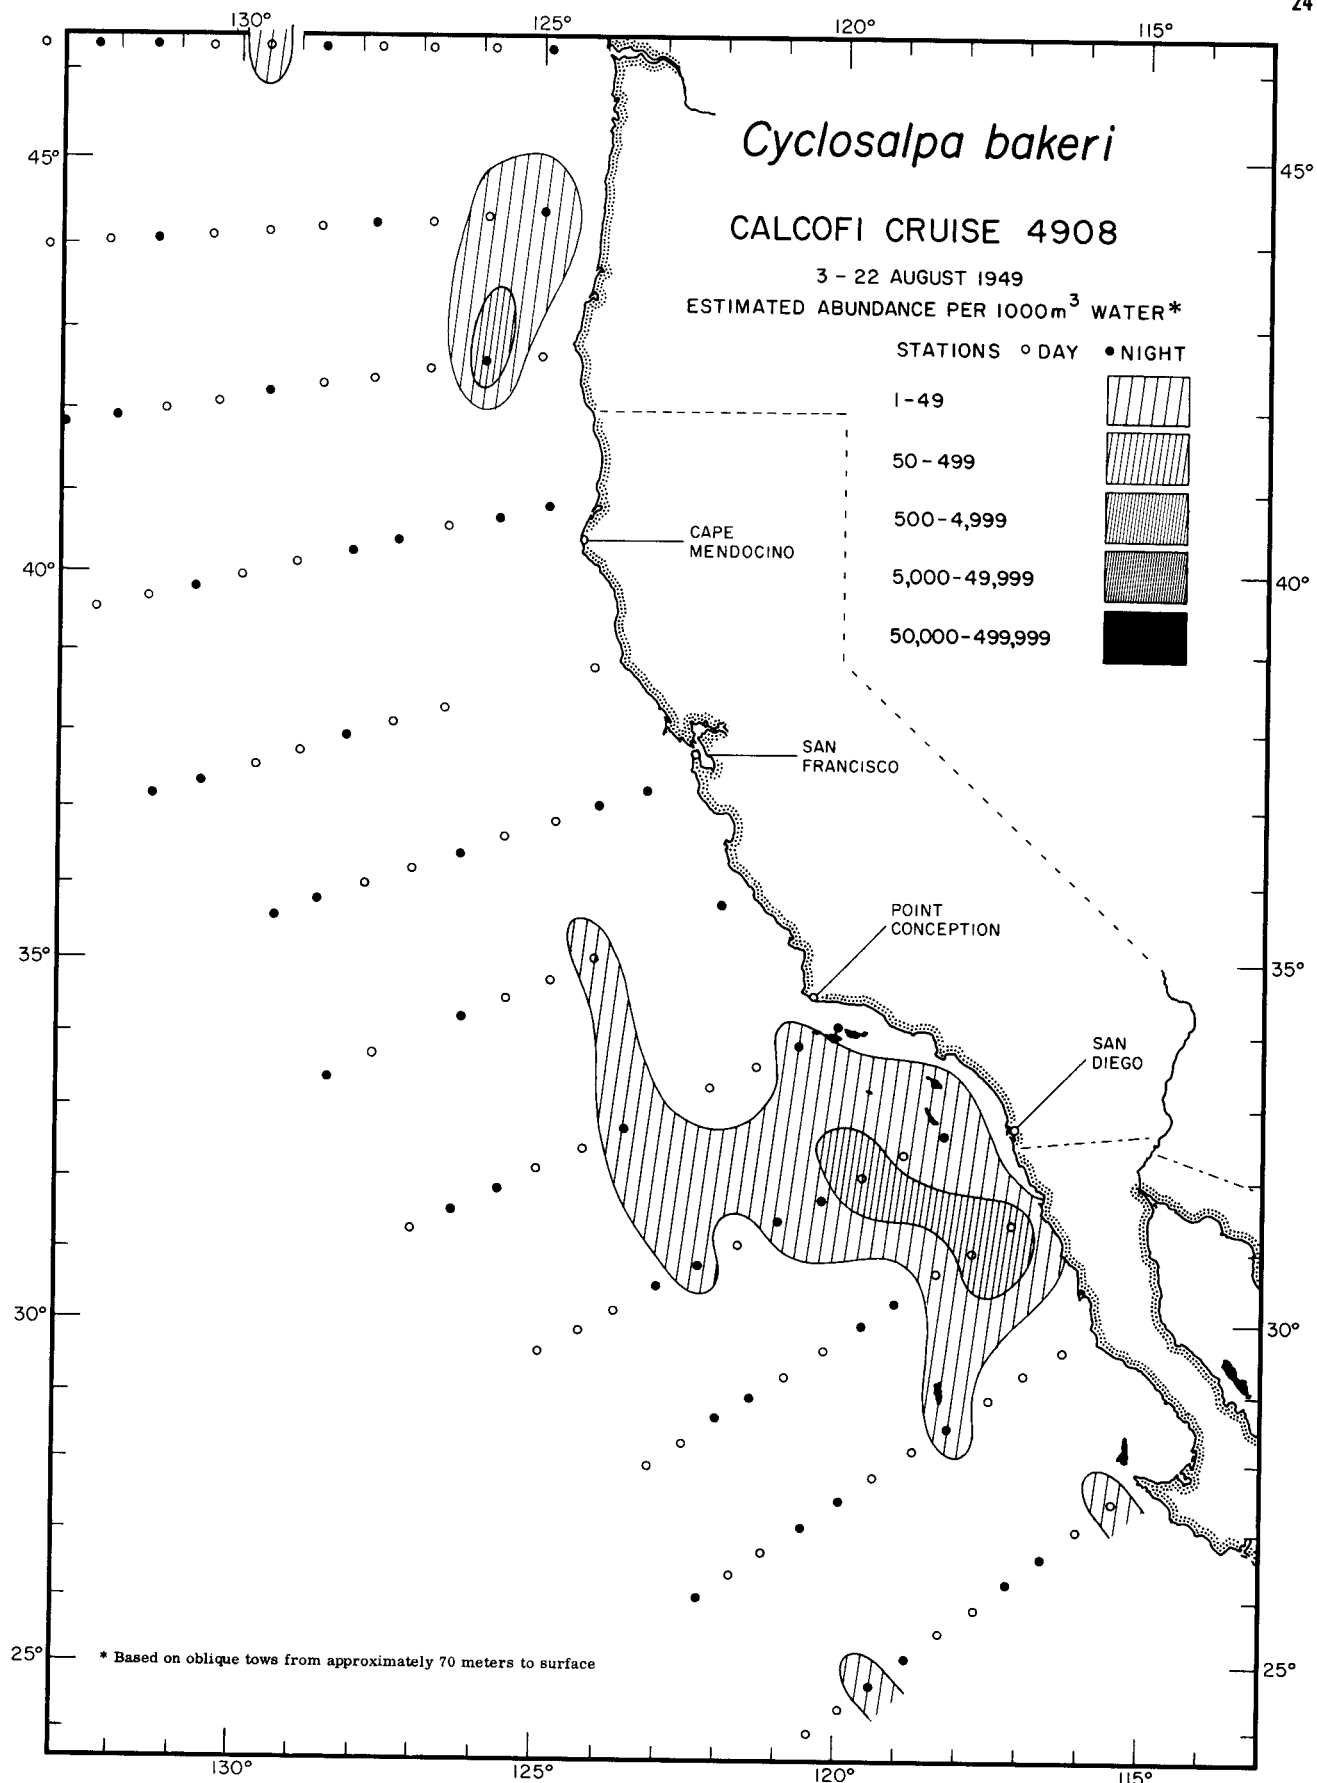 24
130° 125° 120° 115°
Cyclosalpa bakeri
45° 45°
CALCOFI CRUISE 4908
3 - 22 AUGUST 1949
ESTIMATED ABUNDANCE PER 1000m³ WATER*
STATIONS ○ DAY ● NIGHT
1-49
50-499
500-4,999
5,000-49,999
50,000-499,999
CAPE
MENDOCINO
40° 40°
SAN
FRANCISCO
POINT
CONCEPTION
35° 35°
SAN
DIEGO
30° 30°
25° 25°
* Based on oblique tows from approximately 70 meters to surface
130° 125° 120° 115°